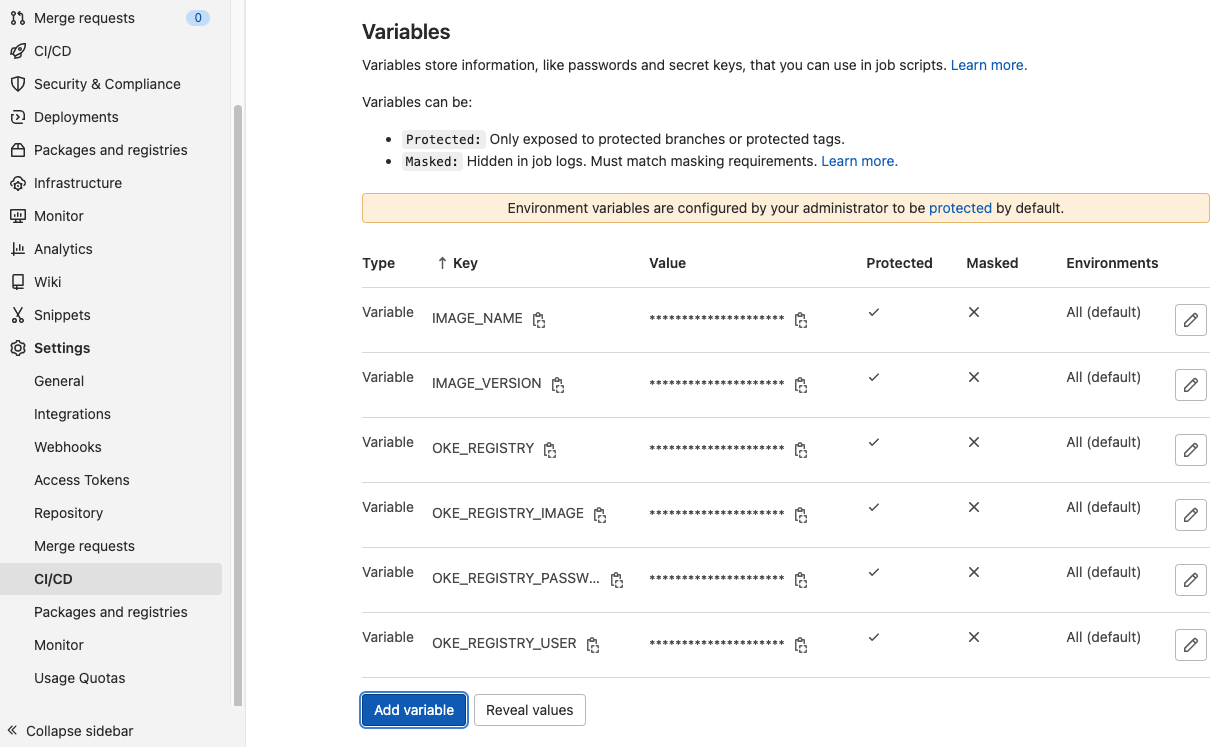 Merge requests 0
CI/CD
Security & Compliance
Deployments
Packages and registries
Infrastructure
Monitor
Analytics
Wiki
Snippets
Settings
General
Integrations
Webhooks
Access Tokens
Repository
Merge requests
CI/CD
Packages and registries
Monitor
Usage Quotas
Collapse sidebar
Variables
Variables store information, like passwords and secret keys, that you can use in job scripts. Learn more.
Variables can be:
Protected: Only exposed to protected branches or protected tags.
Masked: Hidden in job logs. Must match masking requirements. Learn more.
Environment variables are configured by your administrator to be protected by default.
Type ↑ Key Value Protected Masked Environments
Variable IMAGE_NAME ********************* ✓ ✕ All (default)
Variable IMAGE_VERSION ********************* ✓ ✕ All (default)
Variable OKE_REGISTRY ********************* ✓ ✕ All (default)
Variable OKE_REGISTRY_IMAGE ********************* ✓ ✕ All (default)
Variable OKE_REGISTRY_PASSW... ********************* ✓ ✕ All (default)
Variable OKE_REGISTRY_USER ********************* ✓ ✕ All (default)
Add variable Reveal values